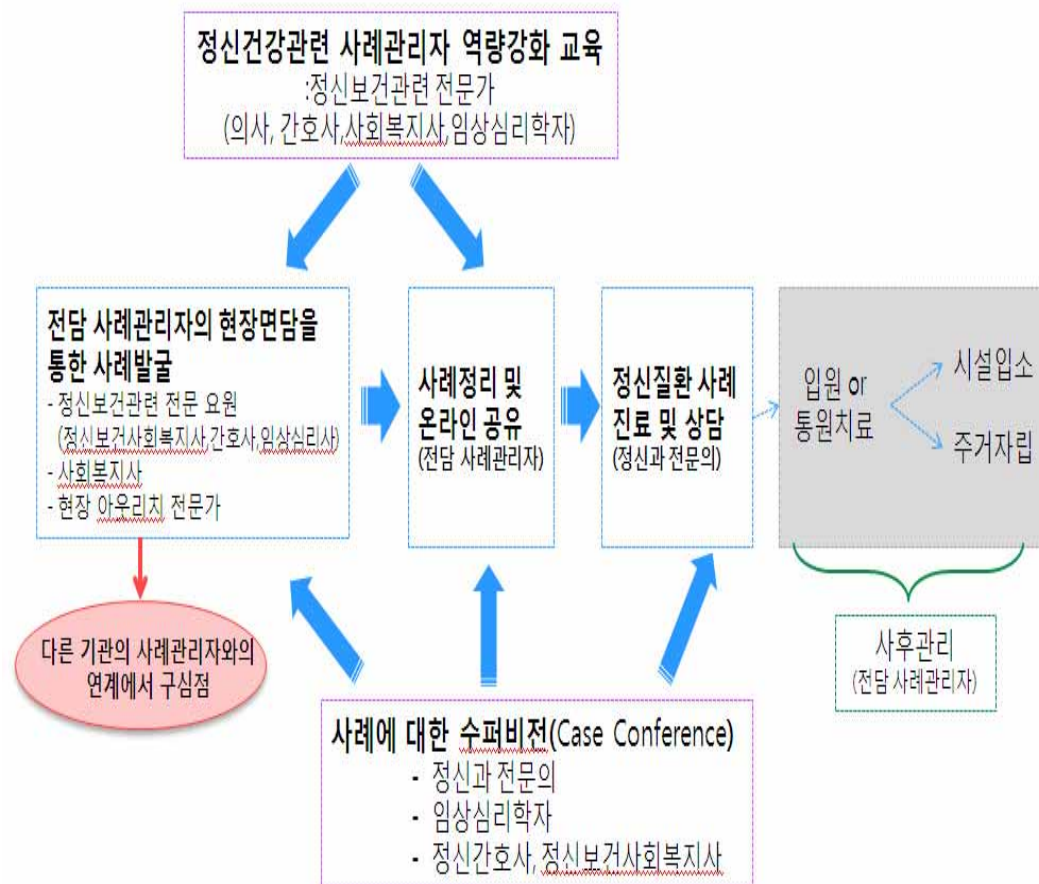 정신건강관련 사례관리자 역량강화 교육
:정신보건관련 전문가
(의사, 간호사,사회복지사,임상심리학자)
전담 사례관리자의 현장면담을
통한 사례발굴
- 정신보건관련 전문 요원
(정신보건사회복지사,간호사,임상심리사)
- 사회복지사
- 현장 아웃리치 전문가
사례정리 및
온라인 공유
(전담 사례관리자)
정신질환 사례
진료 및 상담
(정신과 전문의)
입원 or
통원치료
시설입소
주거자립
다른 기관의 사례관리자와의
연계에서 구심점
사후관리
(전담 사례관리자)
사례에 대한 수퍼비전(Case Conference)
- 정신과 전문의
- 임상심리학자
- 정신간호사, 정신보건사회복지사